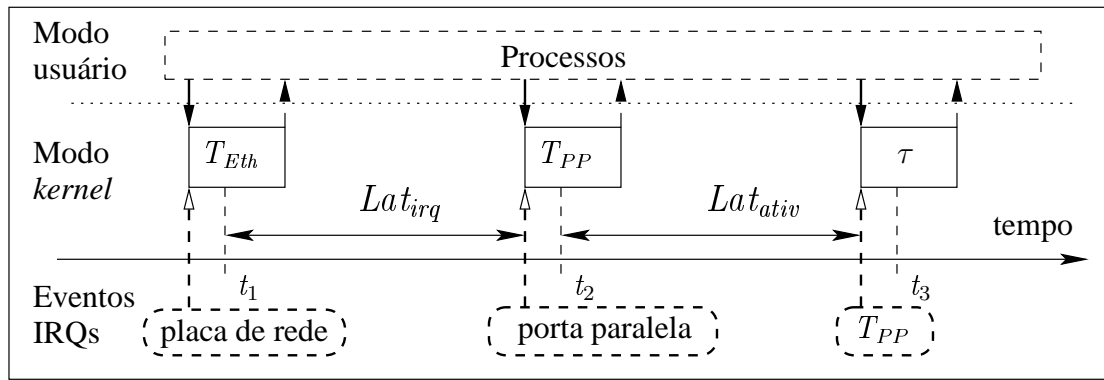 Modo
usuário
Processos
Modo
kernel
T_Eth
T_PP
τ
Lat_irq
Lat_ativ
tempo
t_1
t_2
t_3
Eventos
IRQs
placa de rede
porta paralela
T_PP